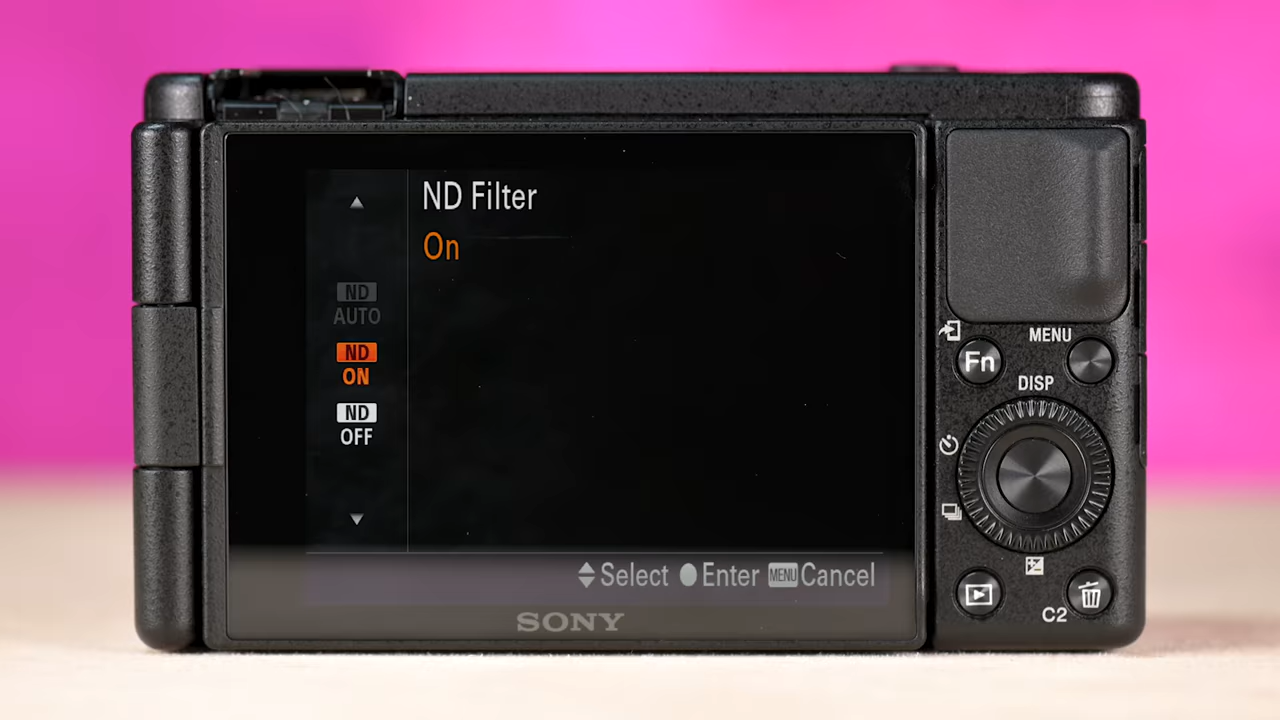 ND Filter
On
ND
AUTO
ND
ON
ND
OFF
Select Enter MENU Cancel
SONY
MENU
Fn
DISP
C2